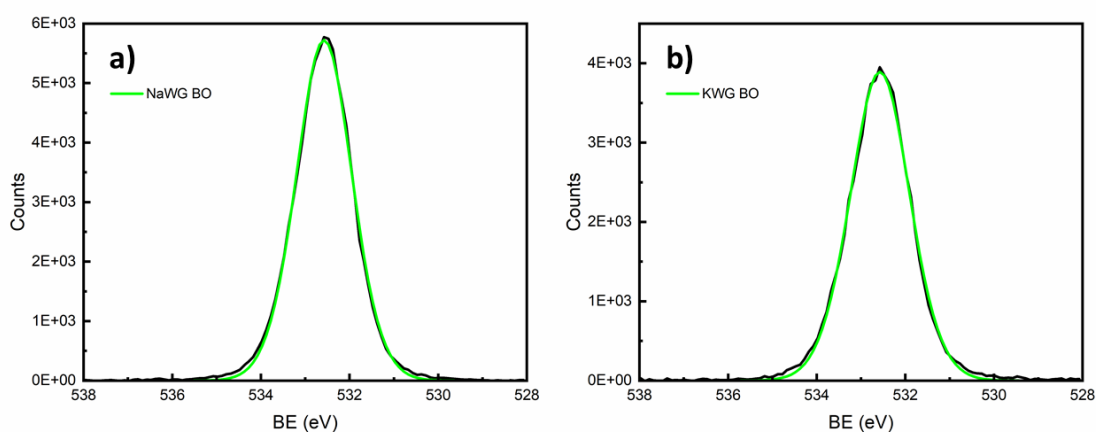 a)
NaWG BO
6E+03
5E+03
4E+03
3E+03
2E+03
1E+03
0E+00
Counts
538
536
534
532
530
528
BE (eV)
b)
KWG BO
4E+03
3E+03
2E+03
1E+03
0E+00
Counts
538
536
534
532
530
528
BE (eV)